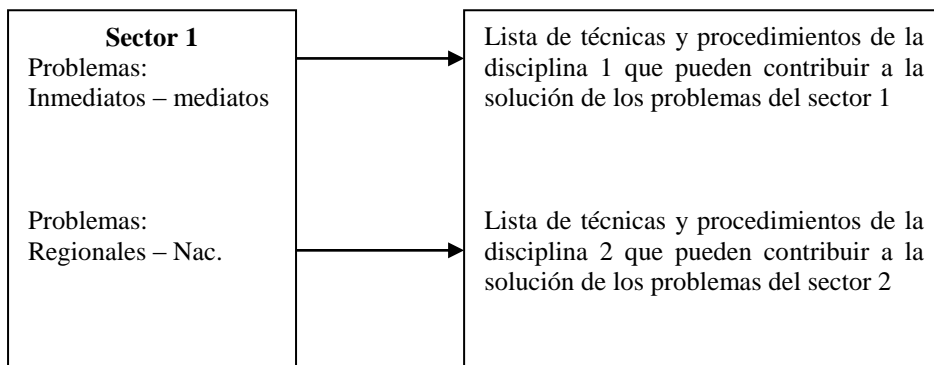 Sector 1
Problemas:
Inmediatos – mediatos
Problemas:
Regionales – Nac.
Lista de técnicas y procedimientos de la
disciplina 1 que pueden contribuir a la
solución de los problemas del sector 1
Lista de técnicas y procedimientos de la
disciplina 2 que pueden contribuir a la
solución de los problemas del sector 2